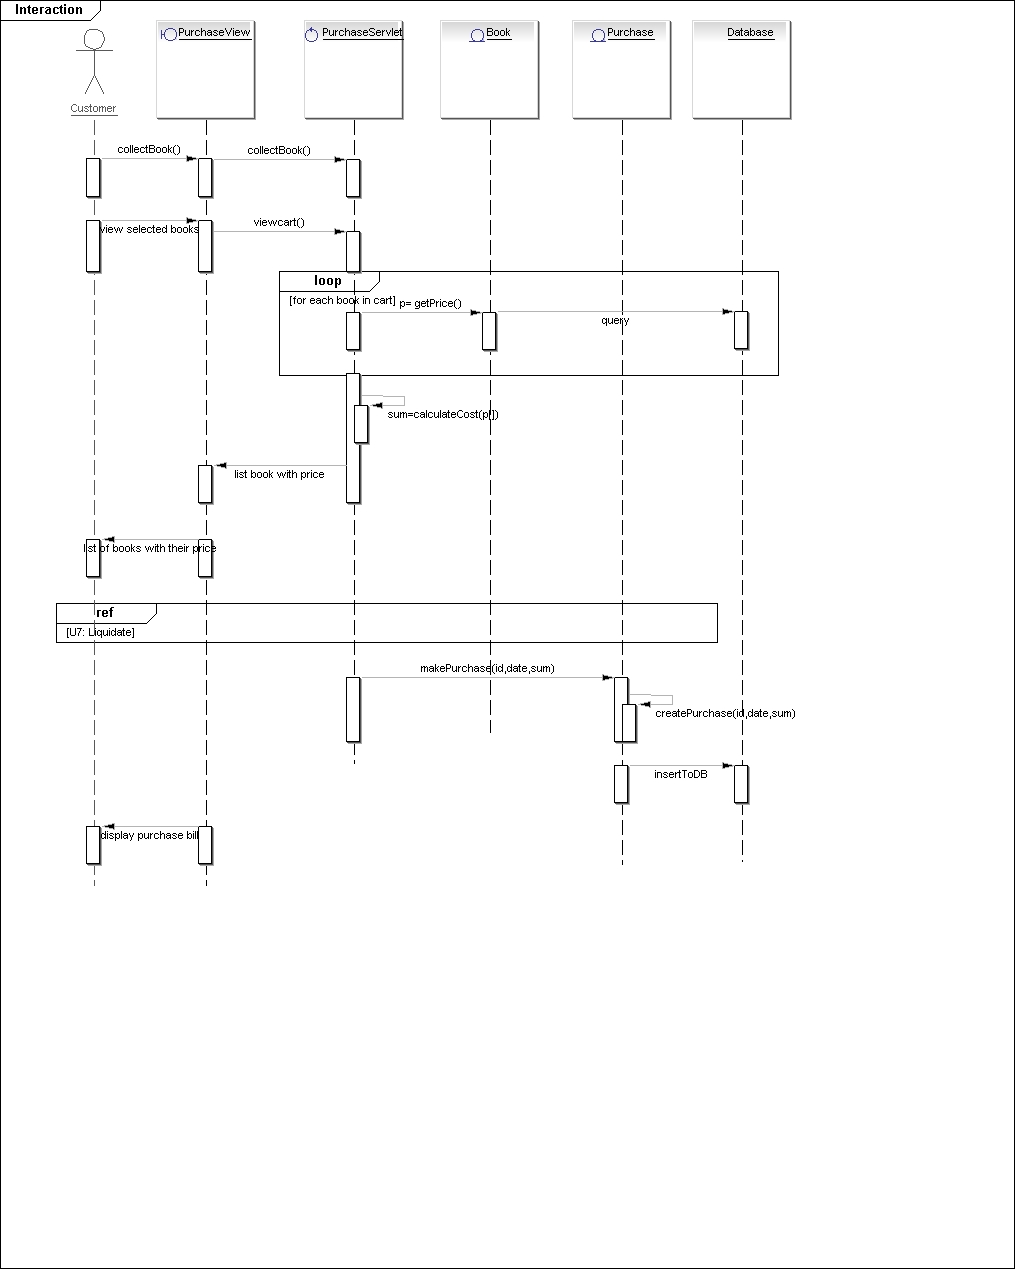 Interaction
PurchaseView
PurchaseServlet
Book
Purchase
Database
Customer
collectBook()
collectBook()
view selected books
viewcart()
loop
[for each book in cart]
p= getPrice()
query
sum=calculateCost(p[])
list book with price
list of books with their price
ref
[U7: Liquidate]
makePurchase(id,date,sum)
createPurchase(id,date,sum)
insertToDB
display purchase bill